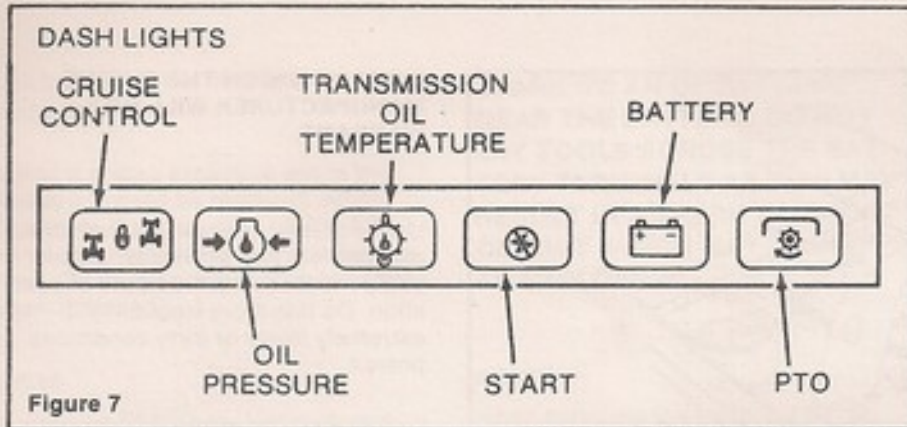 DASH LIGHTS
CRUISE
CONTROL
TRANSMISSION
OIL
TEMPERATURE
BATTERY
OIL
PRESSURE
START
PTO
Figure 7